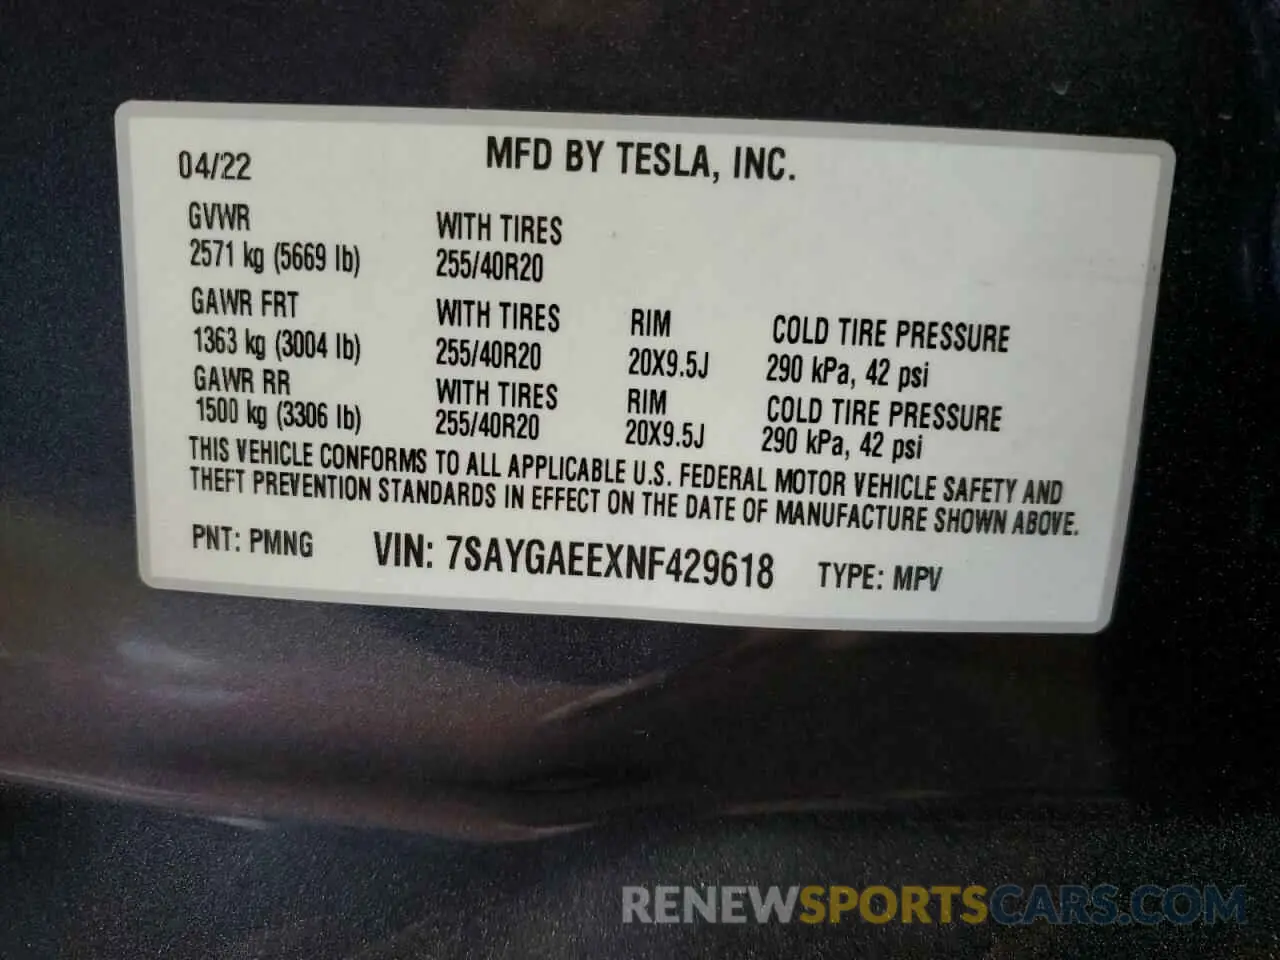 04/22 MFD BY TESLA, INC.
GVWR WITH TIRES
2571 kg (5669 lb) 255/40R20
GAWR FRT WITH TIRES RIM COLD TIRE PRESSURE
1363 kg (3004 lb) 255/40R20 20X9.5J 290 kPa, 42 psi
GAWR RR WITH TIRES RIM COLD TIRE PRESSURE
1500 kg (3306 lb) 255/40R20 20X9.5J 290 kPa, 42 psi
THIS VEHICLE CONFORMS TO ALL APPLICABLE U.S. FEDERAL MOTOR VEHICLE SAFETY AND
THEFT PREVENTION STANDARDS IN EFFECT ON THE DATE OF MANUFACTURE SHOWN ABOVE.
PNT: PMNG VIN: 7SAYGAEEXNF429618 TYPE: MPV
RENEWSPORTSCARS.COM